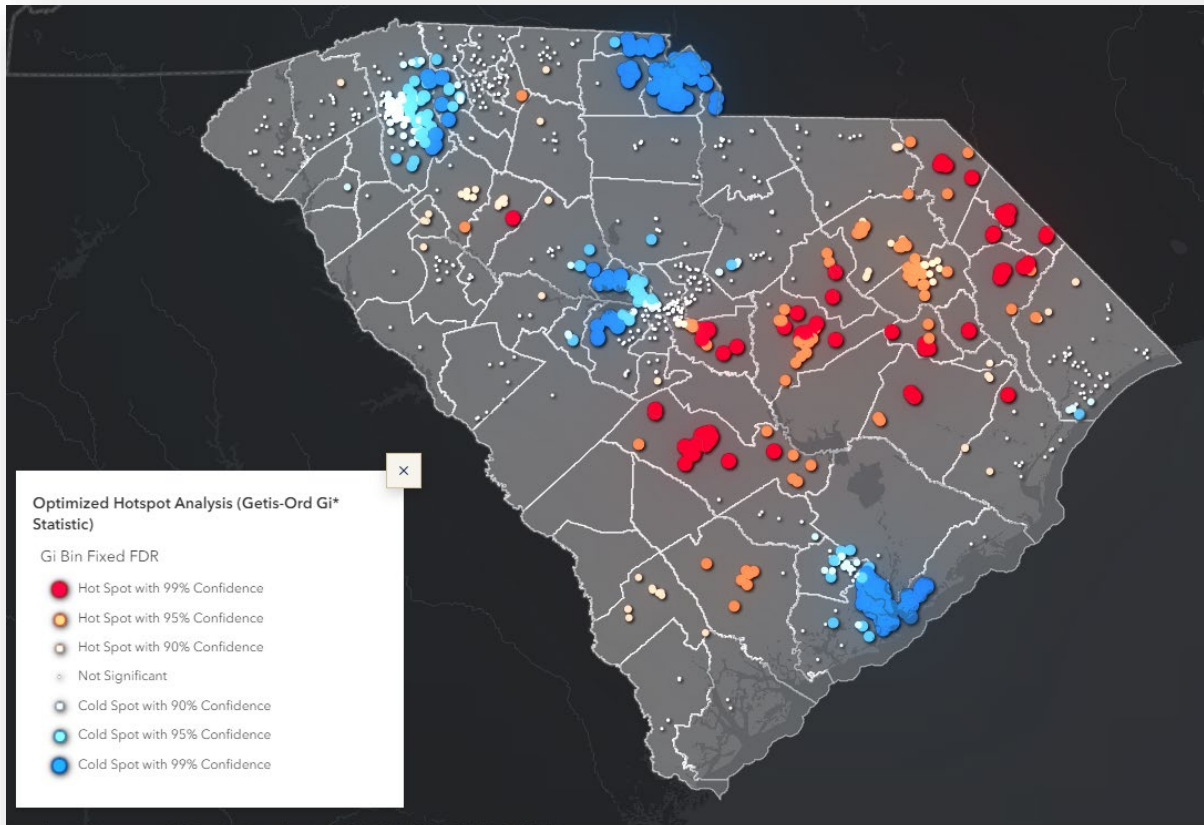 ×
Optimized Hotspot Analysis (Getis-Ord Gi*
Statistic)
Gi Bin Fixed FDR
Hot Spot with 99% Confidence
Hot Spot with 95% Confidence
Hot Spot with 90% Confidence
Not Significant
Cold Spot with 90% Confidence
Cold Spot with 95% Confidence
Cold Spot with 99% Confidence